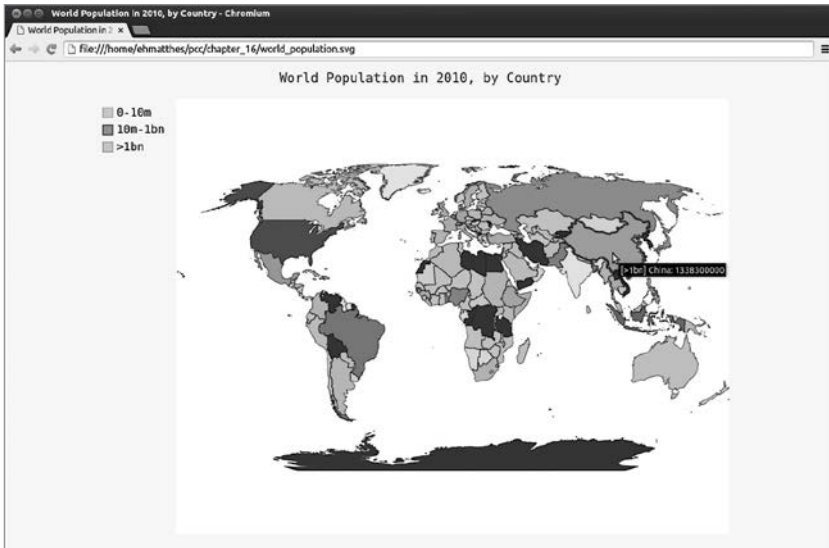 World Population in 2010, by Country - Chromium
World Population in 2
file:///home/ehmatthes/pcc/chapter_16/world_population.svg
World Population in 2010, by Country
0-10m
10m-1bn
>1bn
[>1bn] China: 1338300000